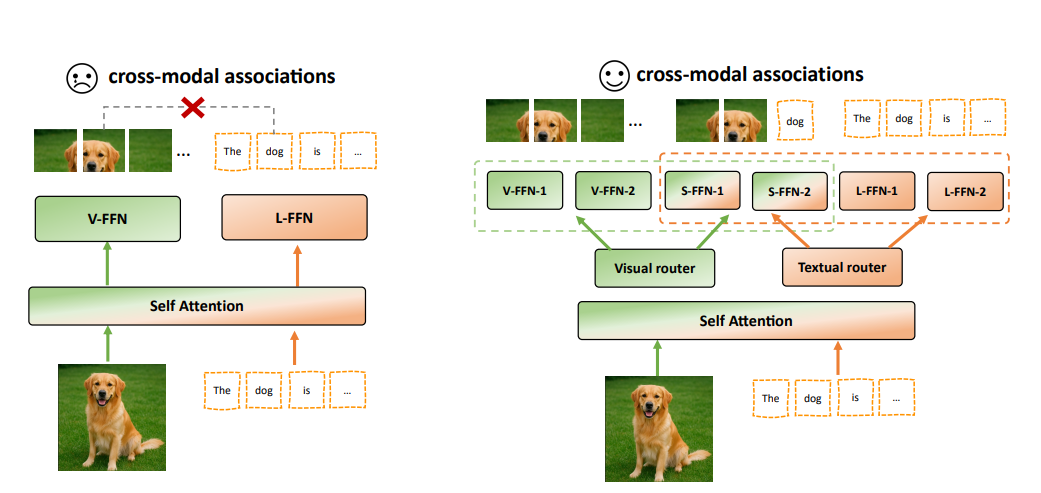 cross-modal associations
The dog is ...
...
V-FFN
L-FFN
Self Attention
The dog is ...
cross-modal associations
...
dog
The dog is ...
V-FFN-1
V-FFN-2
S-FFN-1
S-FFN-2
L-FFN-1
L-FFN-2
Visual router
Textual router
Self Attention
The dog is ...